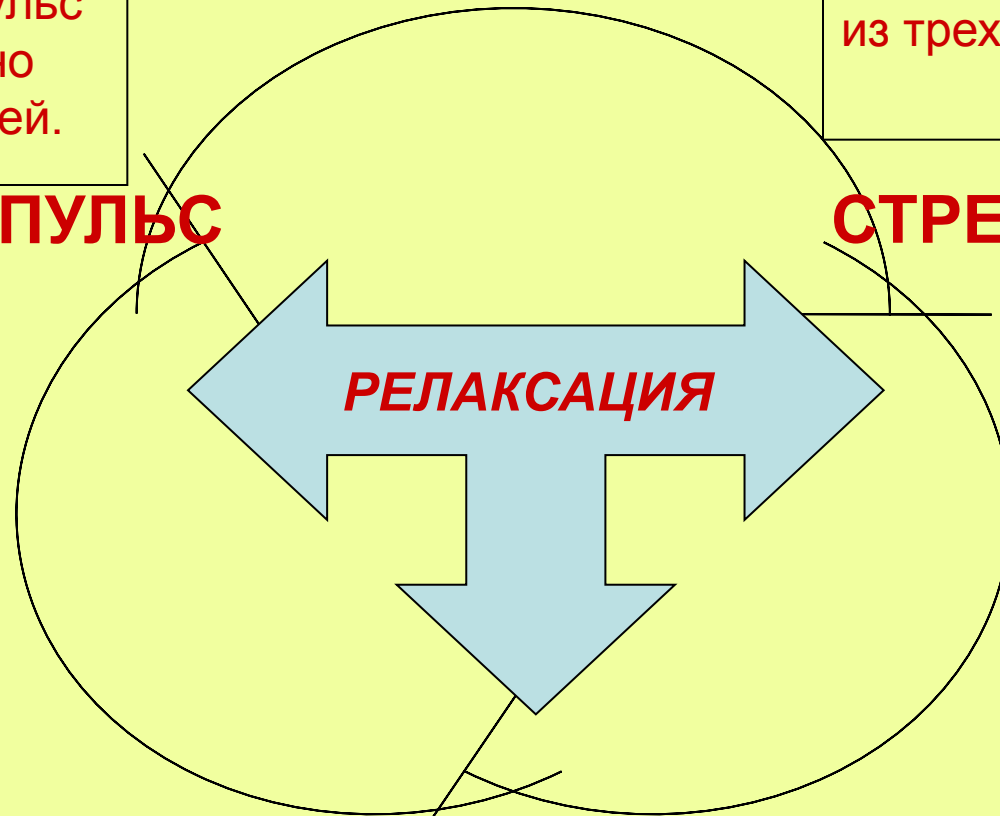 ульс
но
ей.
из трех
ПУЛЬС
СТРЕ
РЕЛАКСАЦИЯ